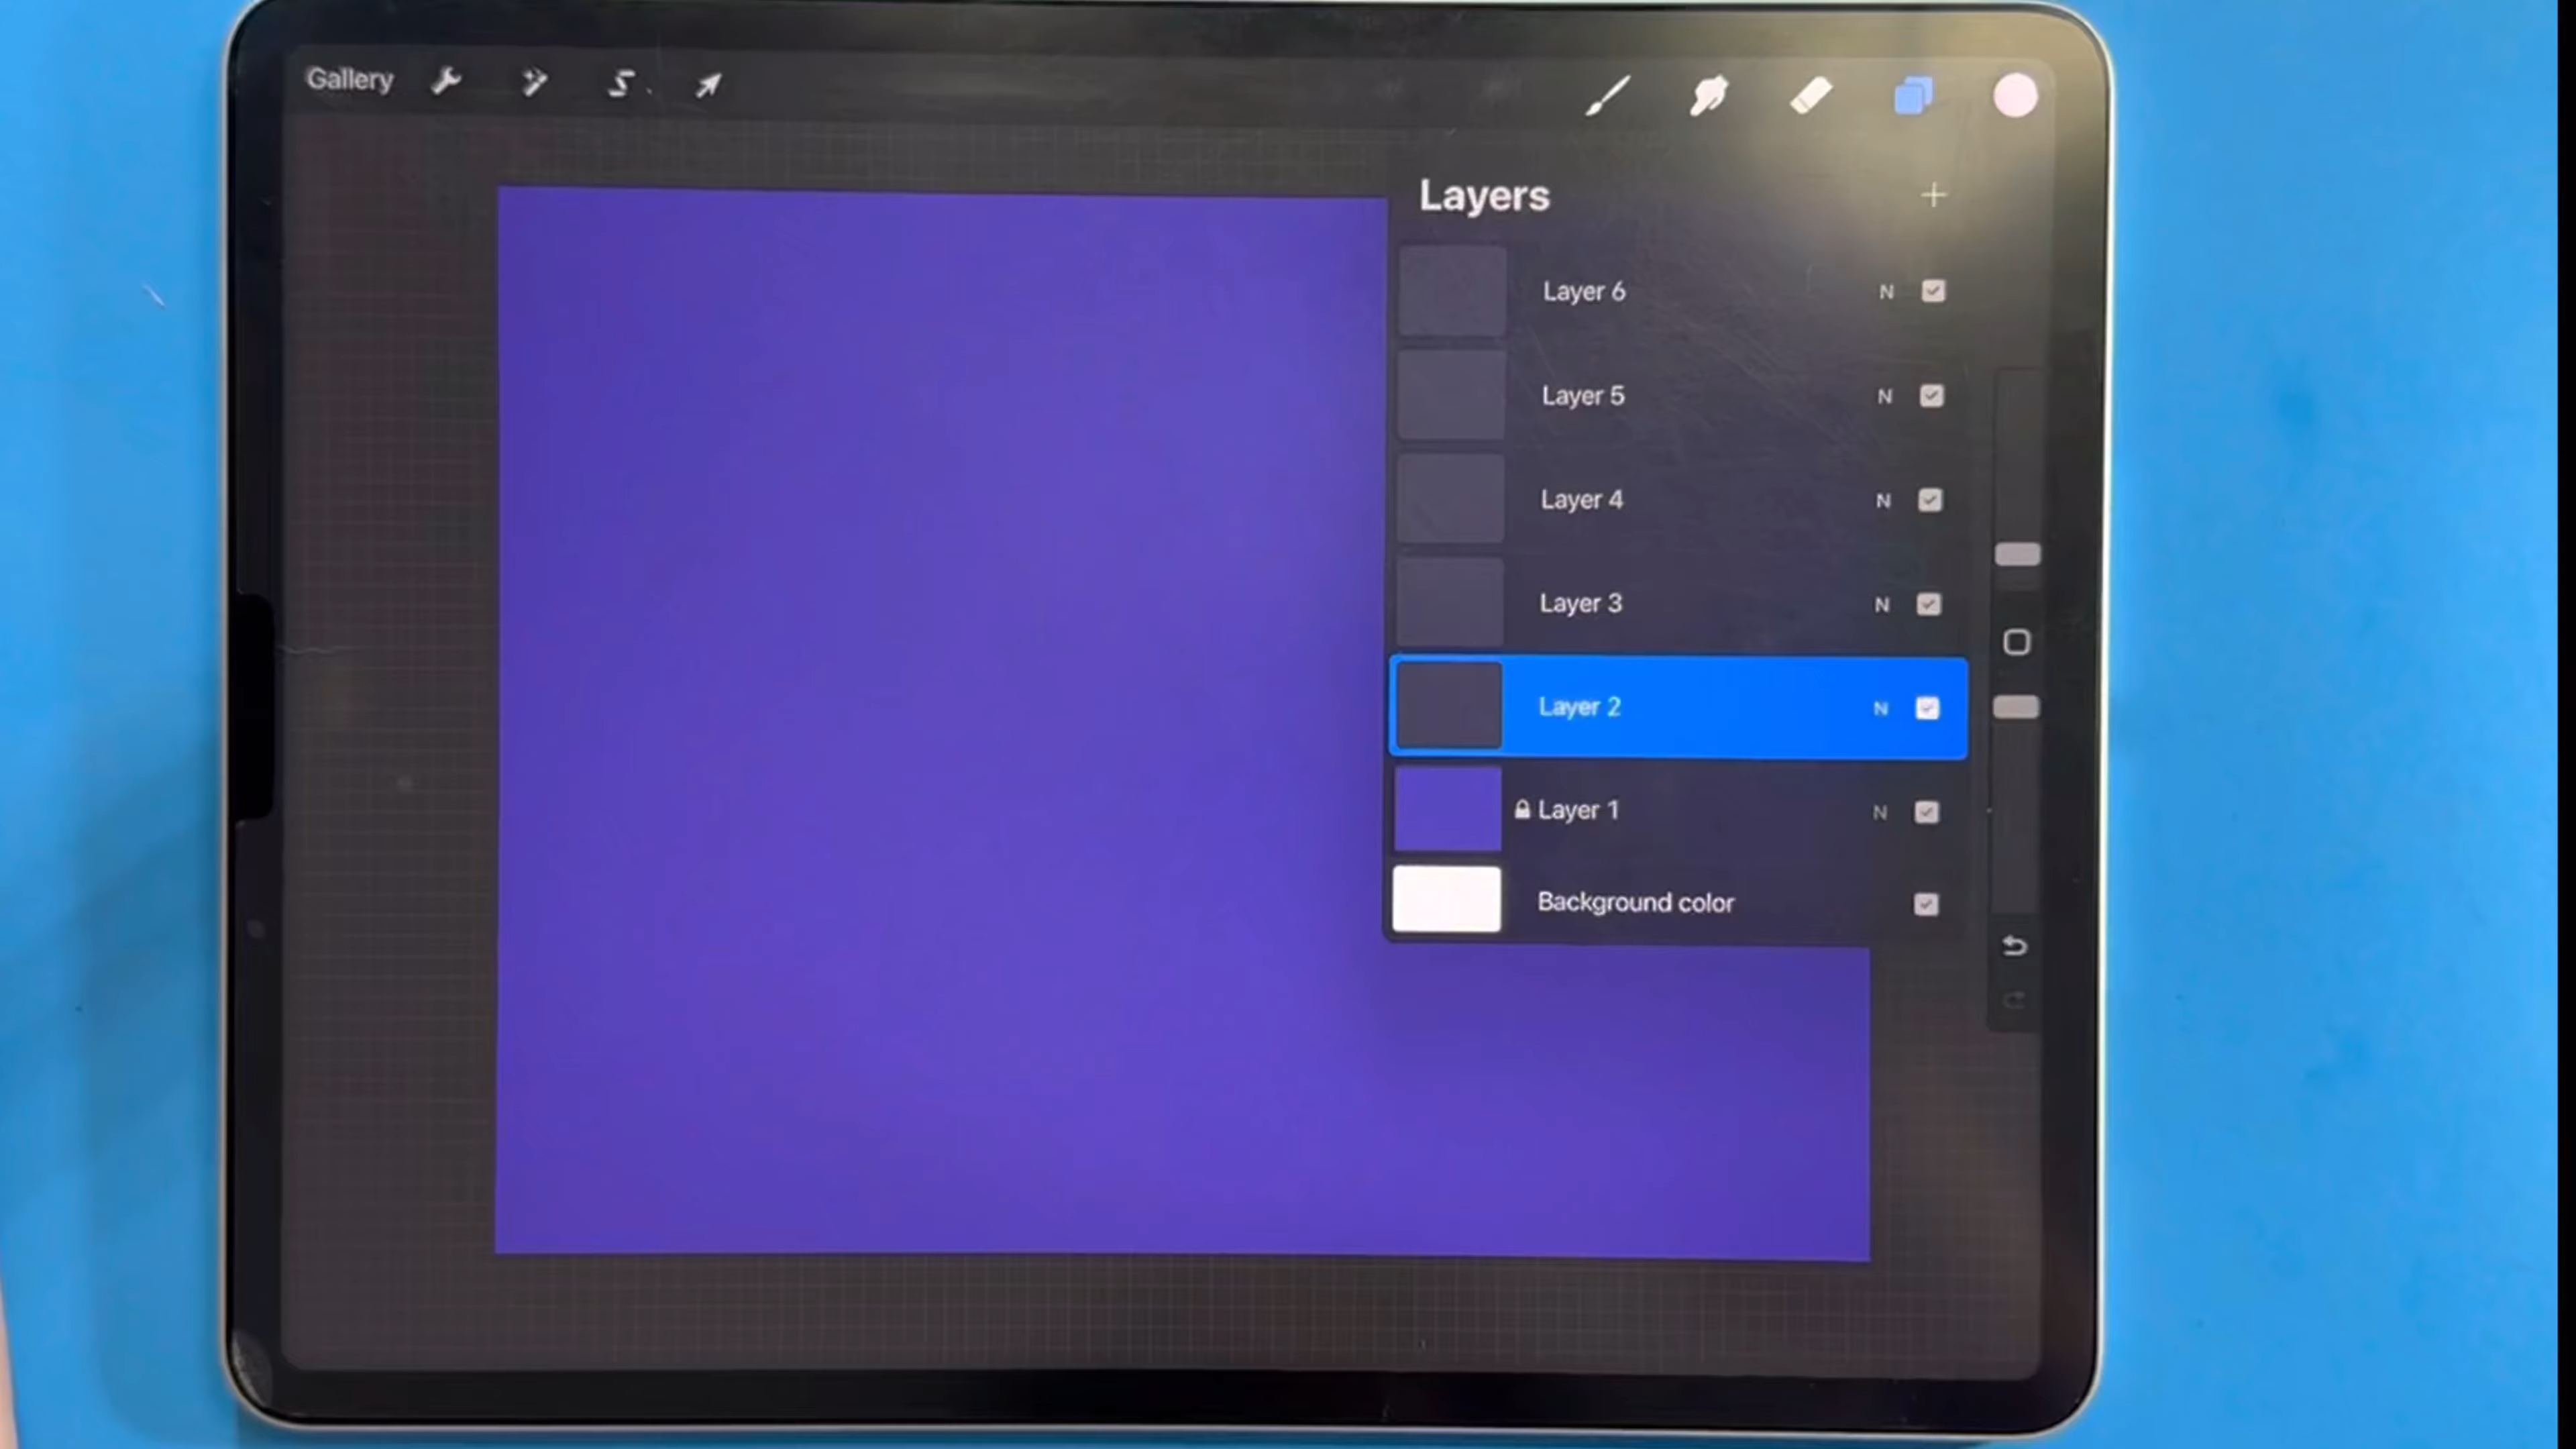 Gallery
Layers
Layer 6 N
Layer 5 N
Layer 4 N
Layer 3 N
Layer 2 N
Layer 1 N
Background color